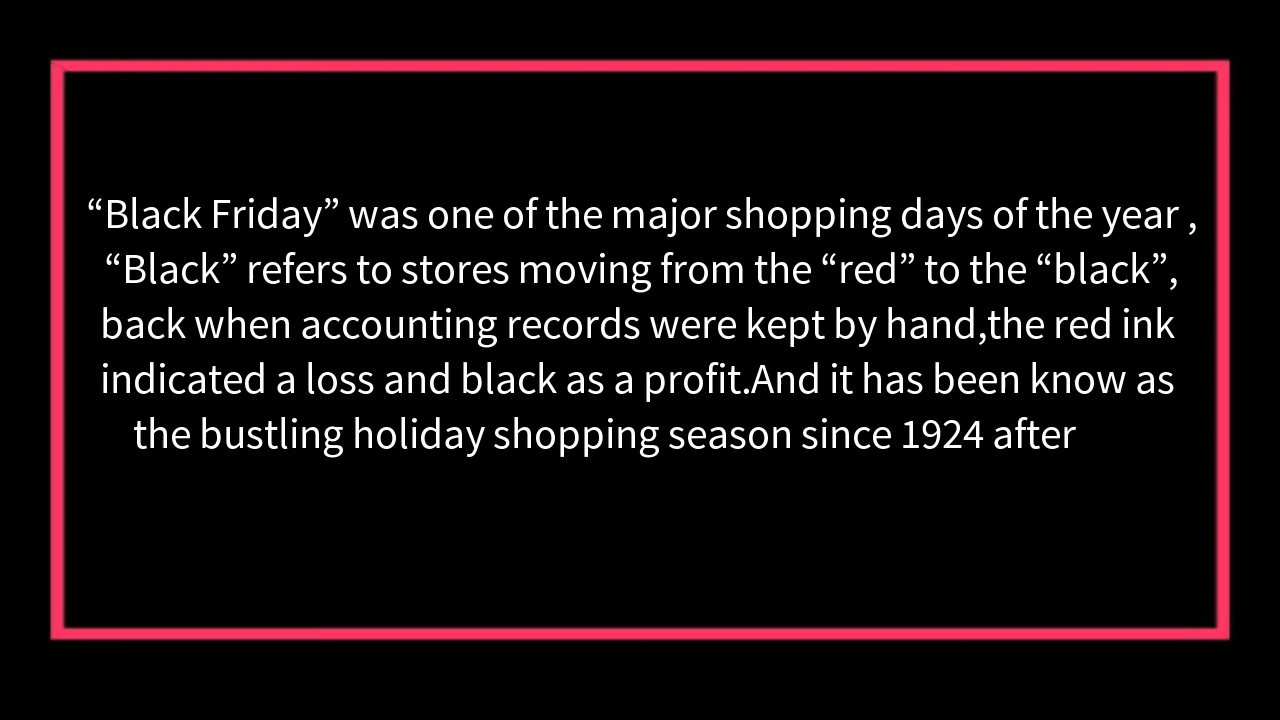 “Black Friday” was one of the major shopping days of the year ,
“Black” refers to stores moving from the “red” to the “black”,
back when accounting records were kept by hand,the red ink
indicated a loss and black as a profit.And it has been know as
the bustling holiday shopping season since 1924 after